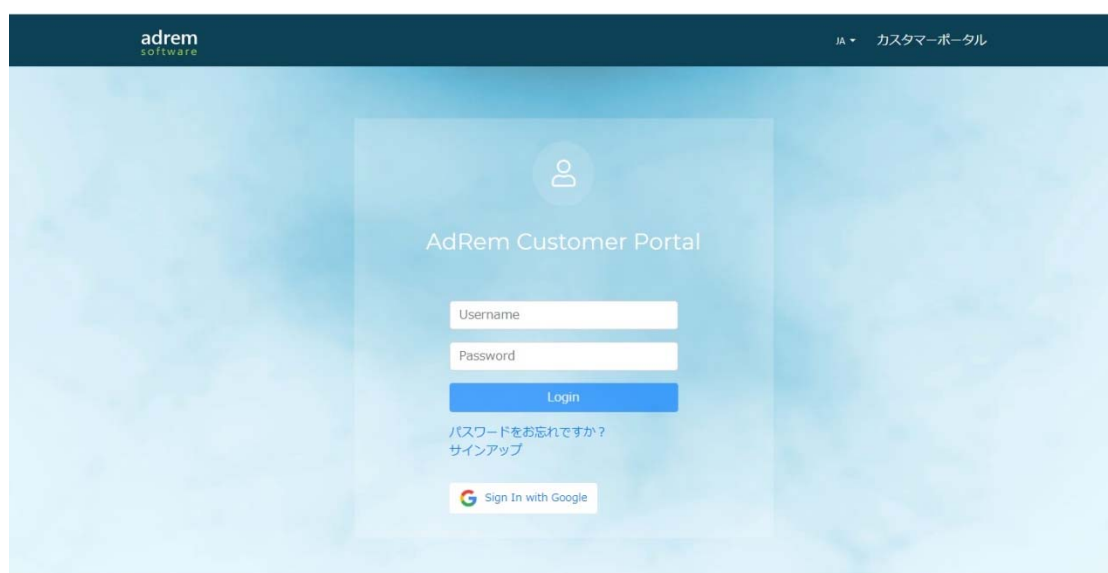 adrem
software
JA カスタマーポータル
AdRem Customer Portal
Username
Password
Login
パスワードをお忘れですか？
サインアップ
Sign In with Google